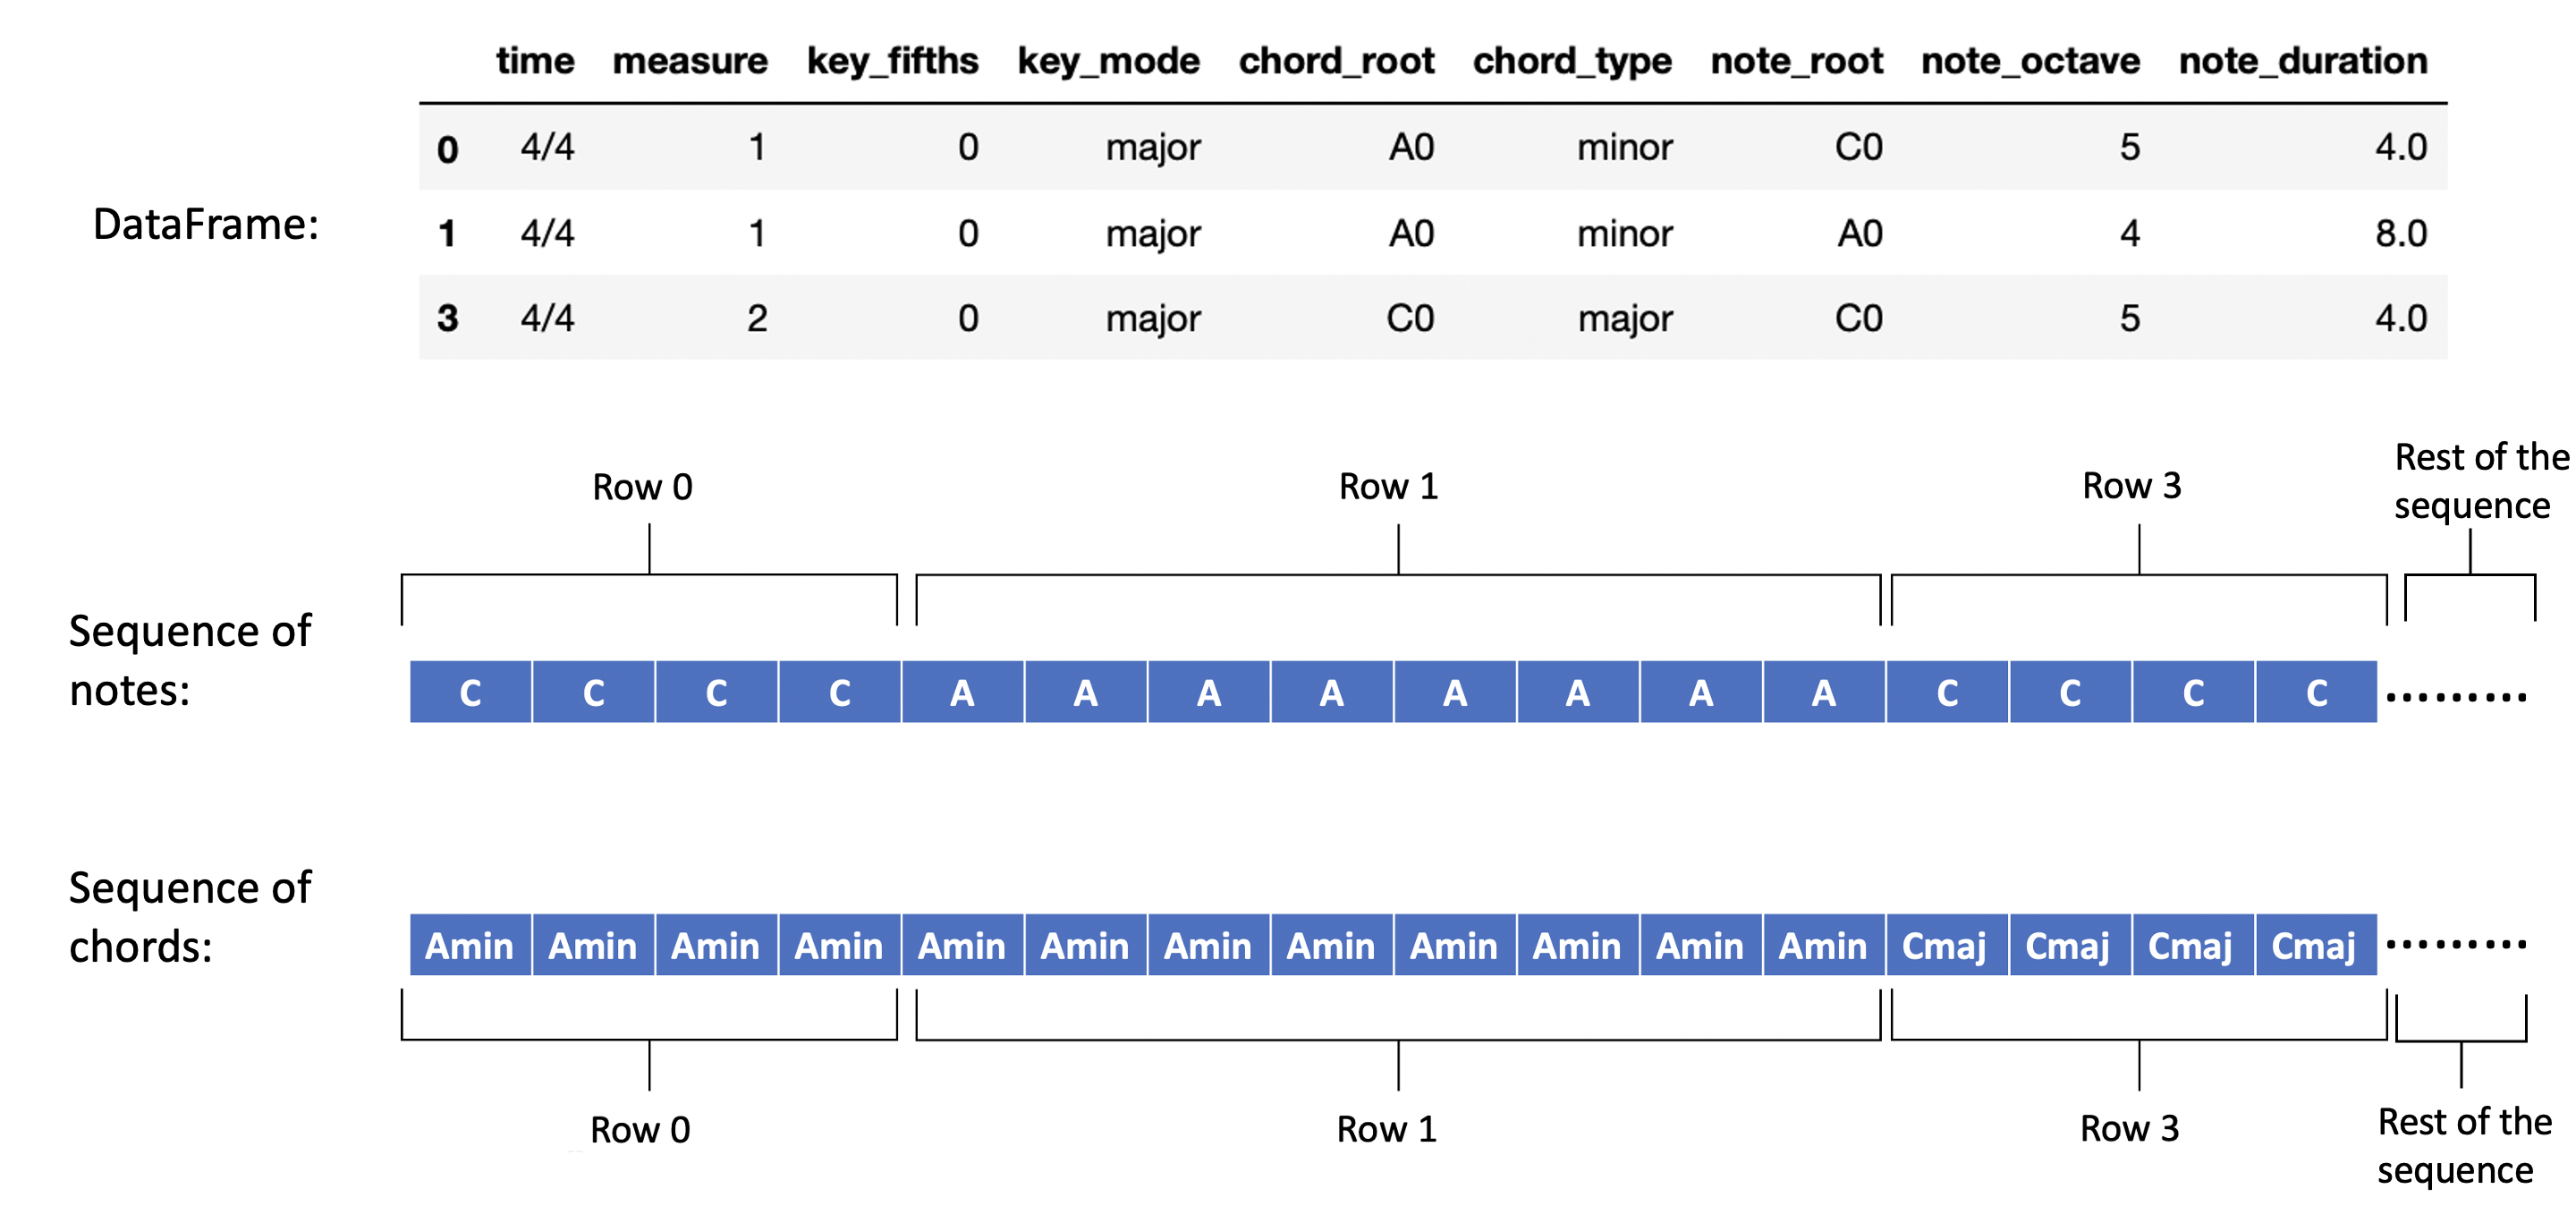 time measure key_fifths key_mode chord_root chord_type note_root note_octave note_duration
0 4/4 1 0 major A0 minor C0 5 4.0
DataFrame:
1 4/4 1 0 major A0 minor A0 4 8.0
3 4/4 2 0 major C0 major C0 5 4.0
Row 0
Row 1
Row 3
Rest of the
sequence
Sequence of
notes:
C C C C A A A A A A A A C C C C ………
Sequence of
chords:
Amin Amin Amin Amin Amin Amin Amin Amin Amin Amin Amin Amin Cmaj Cmaj Cmaj Cmaj ………
Row 0
Row 1
Row 3
Rest of the
sequence